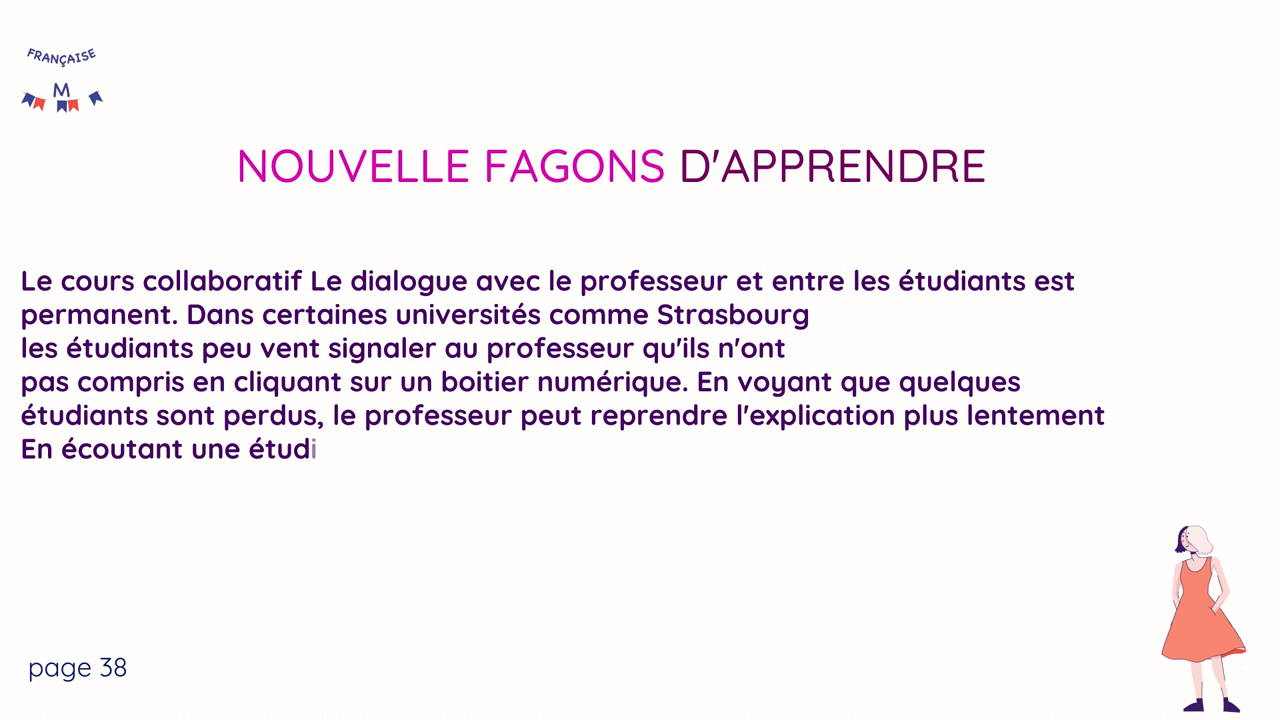 FRANÇAISE
M
NOUVELLE FAGONS D'APPRENDRE
Le cours collaboratif Le dialogue avec le professeur et entre les étudiants est
permanent. Dans certaines universités comme Strasbourg
les étudiants peu vent signaler au professeur qu'ils n'ont
pas compris en cliquant sur un boitier numérique. En voyant que quelques
étudiants sont perdus, le professeur peut reprendre l'explication plus lentement
En écoutant une étudi
page 38